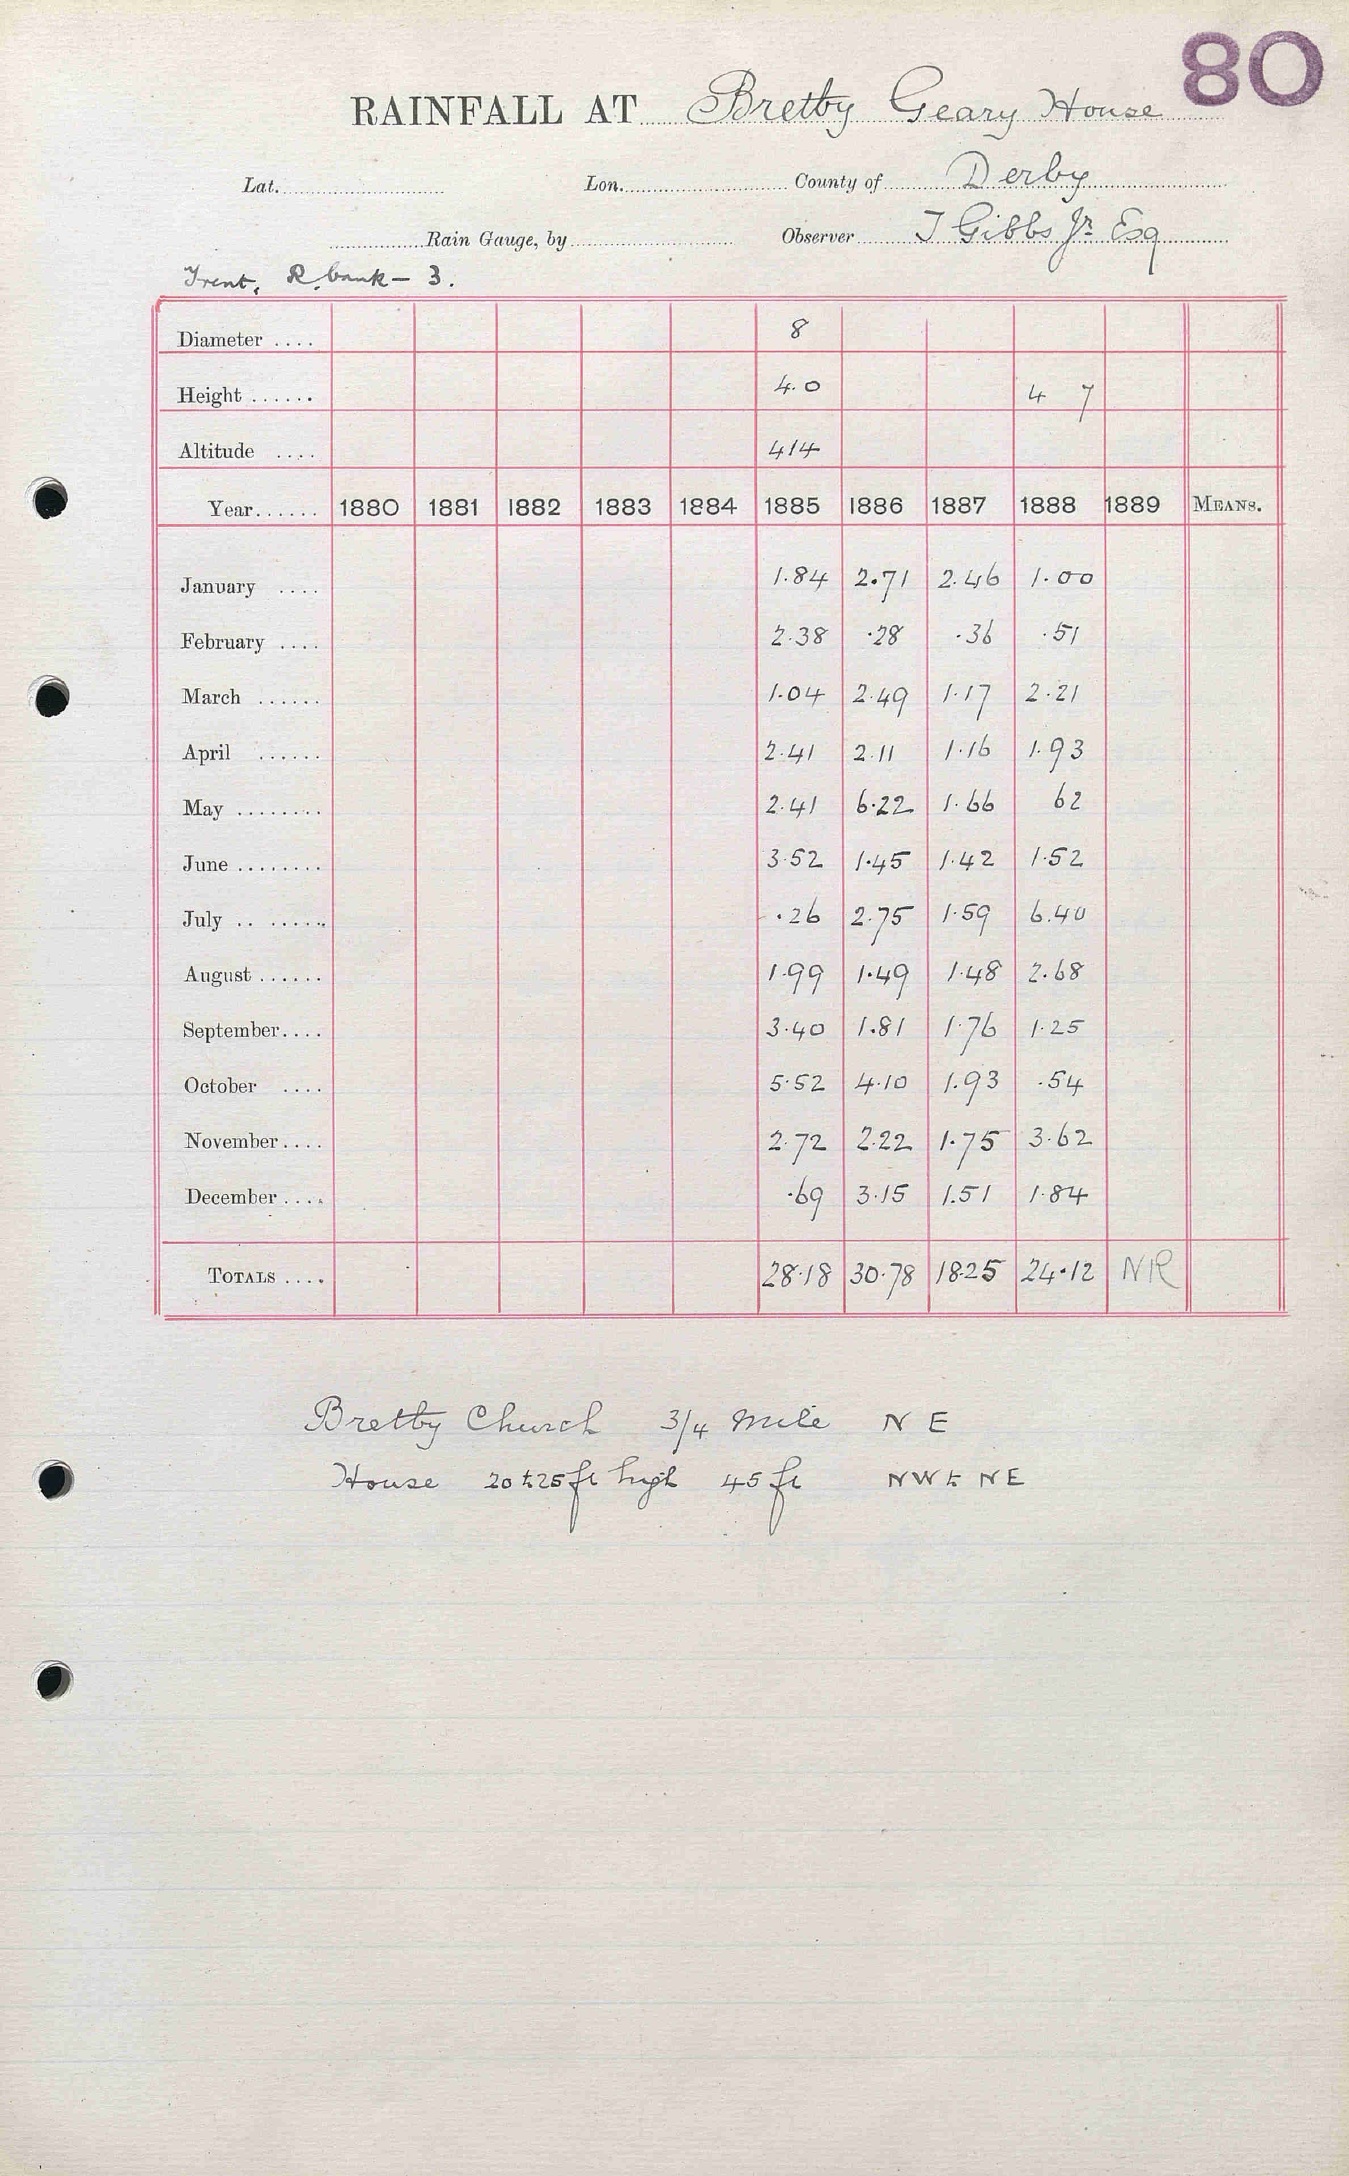 80
RAINFALL AT Bretby Geary House
Lat. Lon. County of Derby
Rain Gauge, by Observer J Gibbs Jr Esq
Trent, R. bank - 3.
Diameter .... 8
Height ...... 4.0 4 7
Altitude .... 414
Year...... 1880 1881 1882 1883 1884 1885 1886 1887 1888 1889 MEANS.
January .... 1.84 2.71 2.46 1.00
February .... 2.38 .28 .36 .51
March ...... 1.04 2.49 1.17 2.21
April ...... 2.41 2.11 1.16 1.93
May ........ 2.41 6.22 1.66 62
June ........ 3.52 1.45 1.42 1.52
July .. ...... .26 2.75 1.59 6.40
August ...... 1.99 1.49 1.48 2.68
September.... 3.40 1.81 1.76 1.25
October .... 5.52 4.10 1.93 .54
November.... 2.72 2.22 1.75 3.62
December .... .69 3.15 1.51 1.84
TOTALS .... 28.18 30.78 18.25 24.12 NR
Bretby Church 3/4 Mile N E
House 20 to 25 ft high 45 ft NW to NE